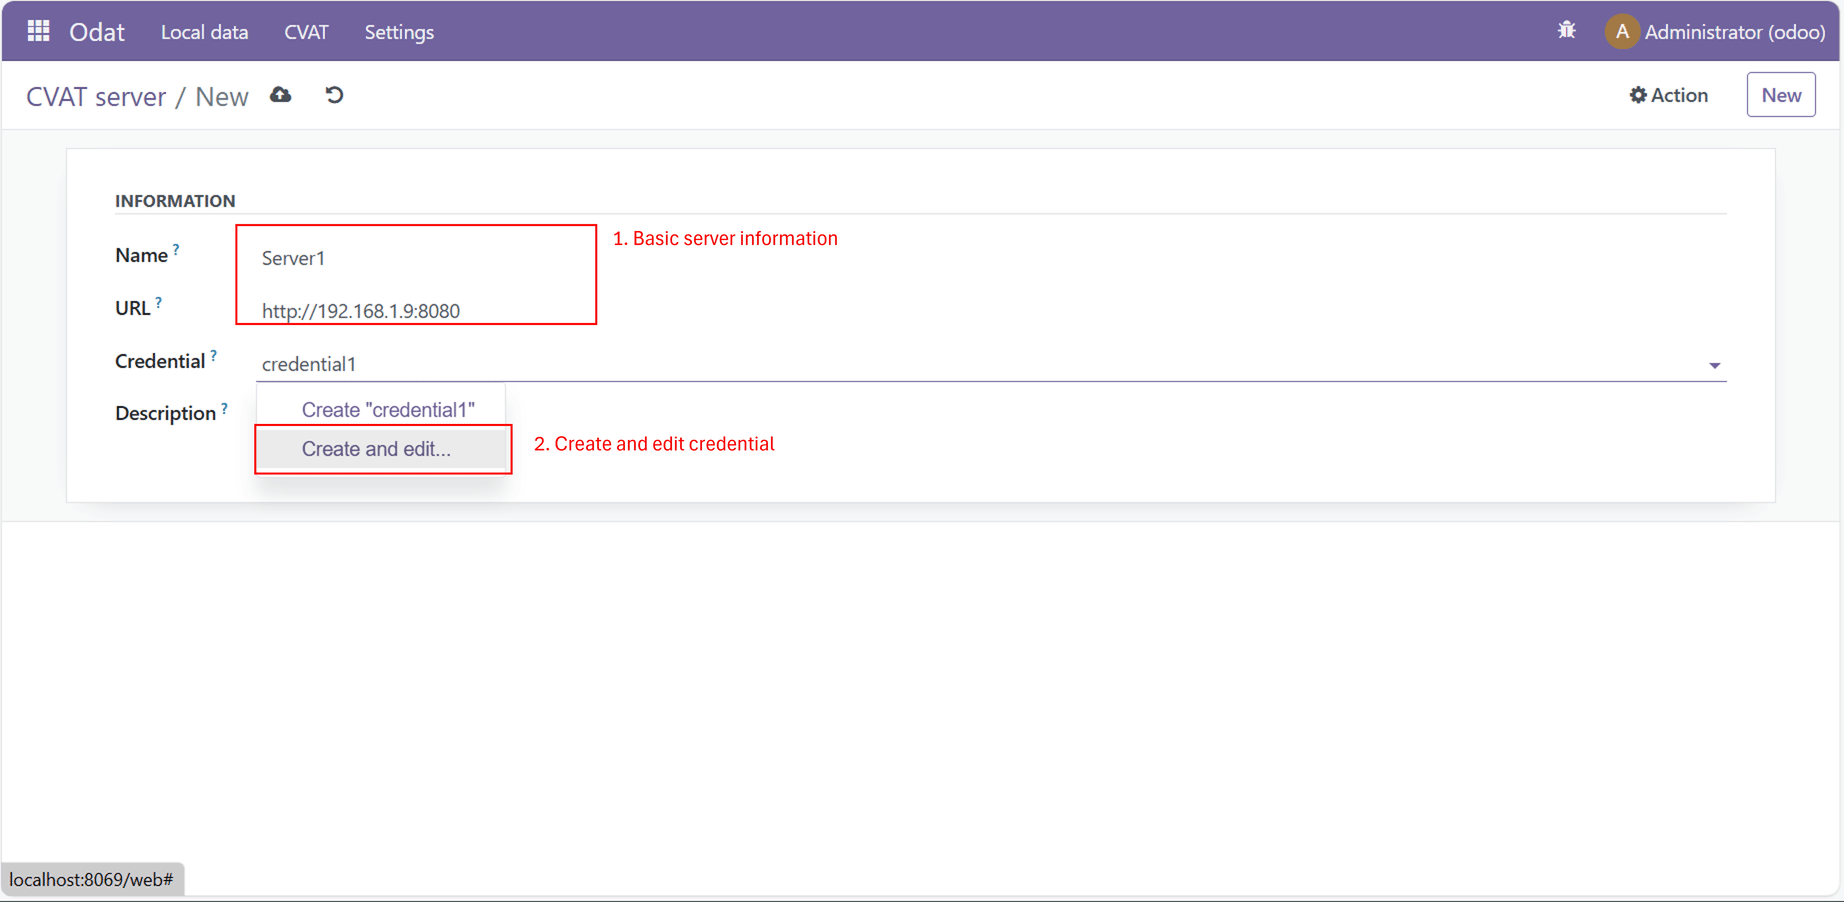 Odat Local data CVAT Settings A Administrator (odoo)
CVAT server / New Action New
INFORMATION
Name ? Server1 1. Basic server information
URL ? http://192.168.1.9:8080
Credential ? credential1
Create "credential1"
Description ?
Create and edit... 2. Create and edit credential
localhost:8069/web#